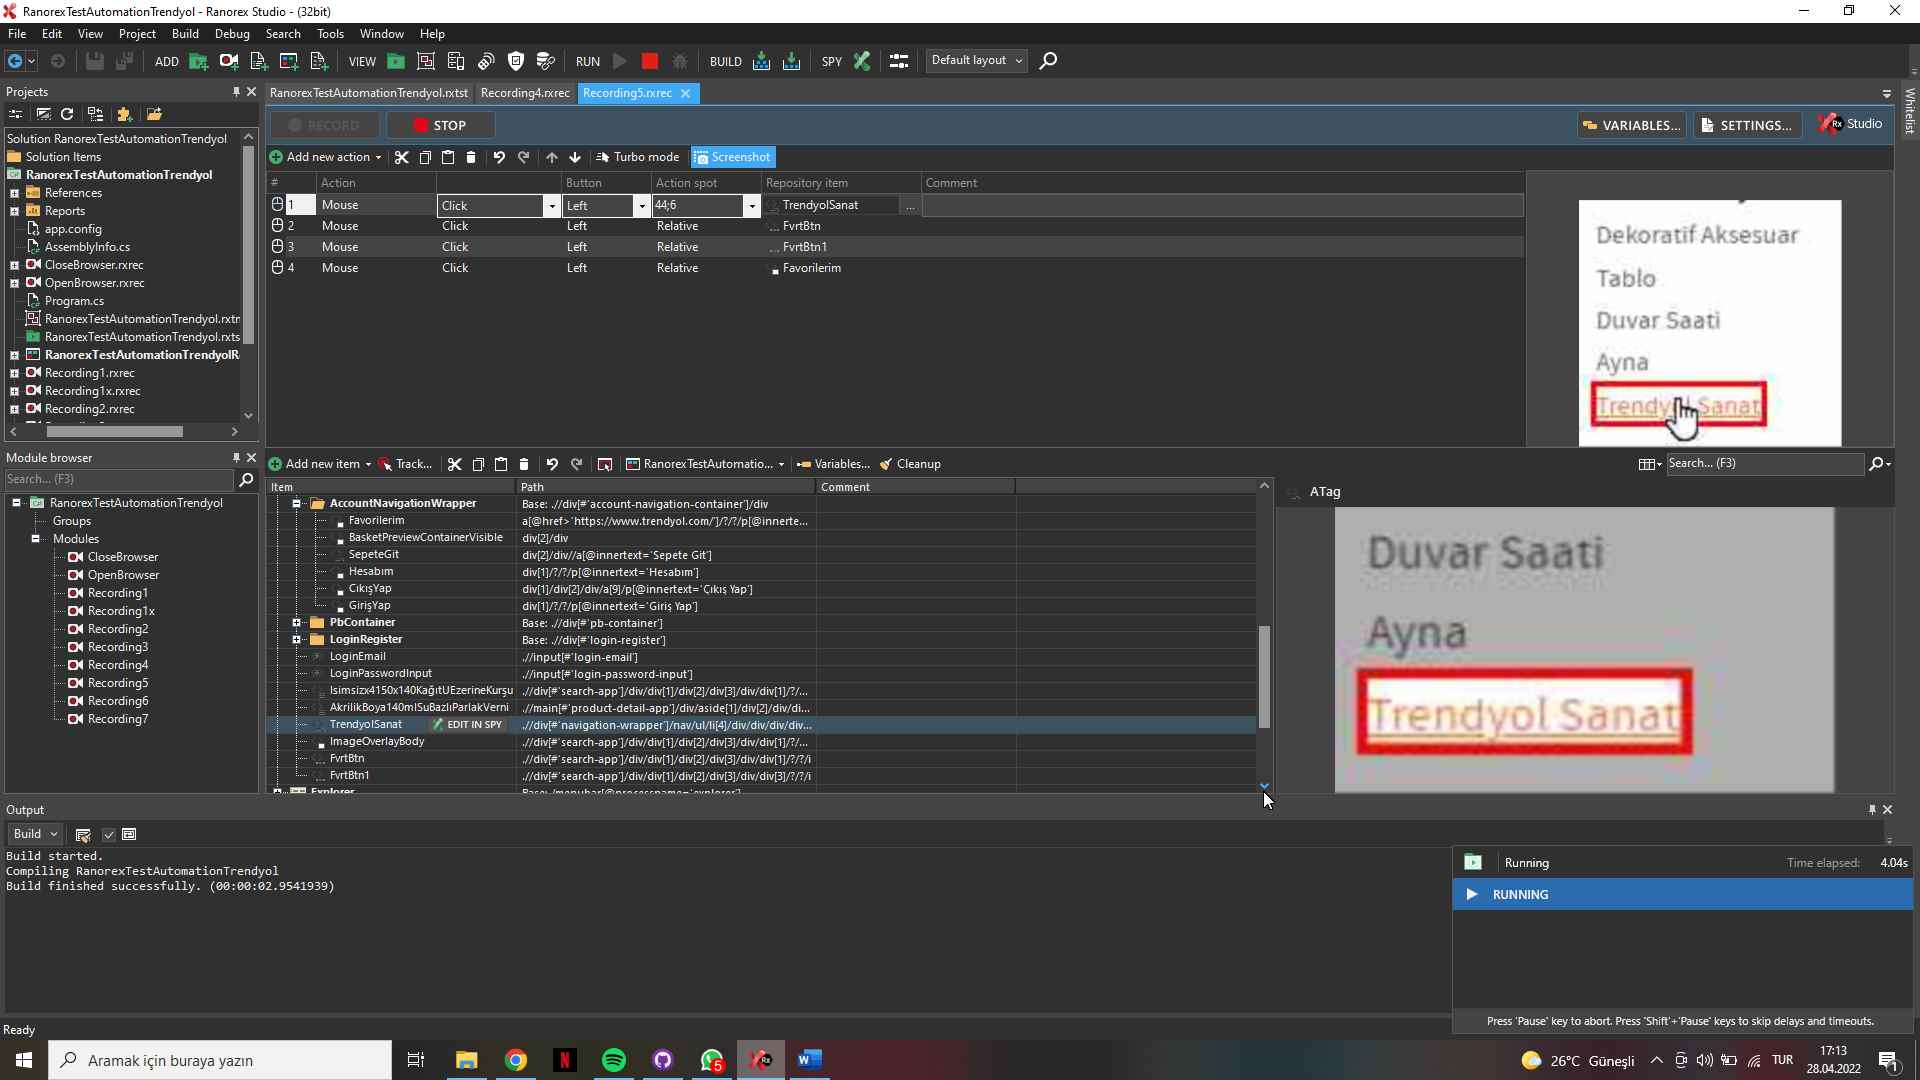 RanorexTestAutomationTrendyol - Ranorex Studio - (32bit)
File Edit View Project Build Debug Search Tools Window Help
ADD VIEW RUN BUILD SPY Default layout
Projects
Solution RanorexTestAutomationTrendyol
Solution Items
RanorexTestAutomationTrendyol
References
Reports
app.config
AssemblyInfo.cs
CloseBrowser.rxrec
OpenBrowser.rxrec
Program.cs
RanorexTestAutomationTrendyol.rxtm
RanorexTestAutomationTrendyol.rxts
RanorexTestAutomationTrendyolR
Recording1.rxrec
Recording1x.rxrec
Recording2.rxrec
RanorexTestAutomationTrendyol.rxtst Recording4.rxrec Recording5.rxrec
RECORD STOP VARIABLES... SETTINGS... Rx Studio
Whitelist
Add new action Turbo mode Screenshot
# Action Button Action spot Repository item Comment
1 Mouse Click Left 44;6 TrendyolSanat ...
2 Mouse Click Left Relative FvrtBtn
3 Mouse Click Left Relative FvrtBtn1
4 Mouse Click Left Relative Favorilerim
Dekoratif Aksesuar
Tablo
Duvar Saati
Ayna
Trendyol Sanat
Module browser
Search... (F3)
RanorexTestAutomationTrendyol
Groups
Modules
CloseBrowser
OpenBrowser
Recording1
Recording1x
Recording2
Recording3
Recording4
Recording5
Recording6
Recording7
Add new item Track... RanorexTestAutomatio... Variables... Cleanup Search... (F3)
Item Path Comment
AccountNavigationWrapper Base: .//div[#'account-navigation-container']/div
Favorilerim a[@href>'https://www.trendyol.com/']/?/?/p[@innerte...
BasketPreviewContainerVisible div[2]/div
SepeteGit div[2]/div//a[@innertext='Sepete Git']
Hesabım div[1]/?/?/p[@innertext='Hesabım']
ÇıkışYap div[1]/div[2]/div/a[9]/p[@innertext='Çıkış Yap']
GirişYap div[1]/?/?/p[@innertext='Giriş Yap']
PbContainer Base: .//div[#'pb-container']
LoginRegister Base: .//div[#'login-register']
LoginEmail .//input[#'login-email']
LoginPasswordInput .//input[#'login-password-input']
Isimsizx4150x140KağıtUEzerineKurşu .//div[#'search-app']/div/div[1]/div[2]/div[3]/div/div[1]/?/...
AkrilikBoya140mlSuBazlıParlakVerni .//main[#'product-detail-app']/div/aside[1]/div[2]/div/di...
TrendyolSanat EDIT IN SPY .//div[#'navigation-wrapper']/nav/ul/li[4]/div/div/div/div...
ImageOverlayBody .//div[#'search-app']/div/div[1]/div[2]/div[3]/div/div[1]/?/...
FvrtBtn .//div[#'search-app']/div/div[1]/div[2]/div[3]/div/div[1]/?/?/i
FvrtBtn1 .//div[#'search-app']/div/div[1]/div[2]/div[3]/div/div[3]/?/?/i
Explorer Base: /menubar[@processname='explorer']
ATag
Duvar Saati
Ayna
Trendyol Sanat
Output
Build
Build started.
Compiling RanorexTestAutomationTrendyol
Build finished successfully. (00:00:02.9541939)
Running Time elapsed: 4.04s
RUNNING
Press 'Pause' key to abort. Press 'Shift'+'Pause' keys to skip delays and timeouts.
Ready
Aramak için buraya yazın
5
26°C Güneşli TUR 17:13
28.04.2022
1